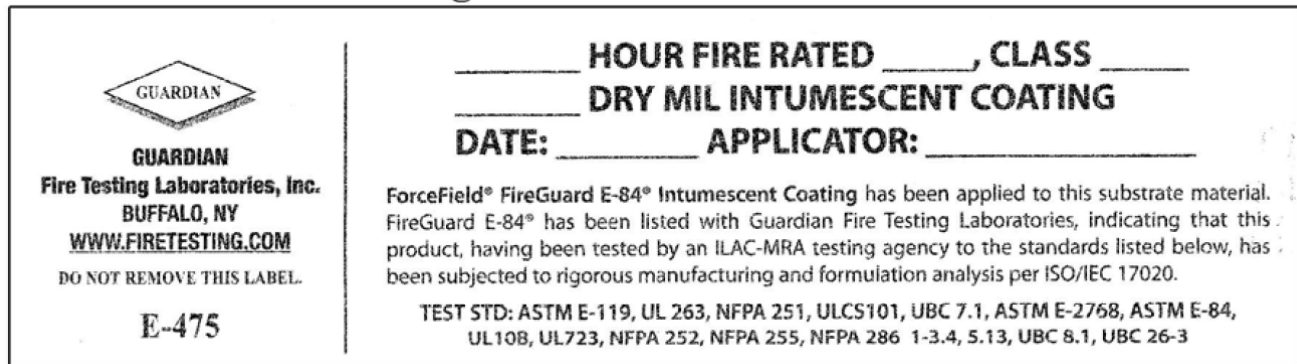 GUARDIAN
GUARDIAN
Fire Testing Laboratories, Inc.
BUFFALO, NY
WWW.FIRETESTING.COM
DO NOT REMOVE THIS LABEL.
E-475
______ HOUR FIRE RATED _____, CLASS _____
______ DRY MIL INTUMESCENT COATING
DATE: ________ APPLICATOR: _______________
ForceField® FireGuard E-84® Intumescent Coating has been applied to this substrate material.
FireGuard E-84® has been listed with Guardian Fire Testing Laboratories, indicating that this
product, having been tested by an ILAC-MRA testing agency to the standards listed below, has
been subjected to rigorous manufacturing and formulation analysis per ISO/IEC 17020.
TEST STD: ASTM E-119, UL 263, NFPA 251, ULCS101, UBC 7.1, ASTM E-2768, ASTM E-84,
UL10B, UL723, NFPA 252, NFPA 255, NFPA 286 1-3.4, 5.13, UBC 8.1, UBC 26-3